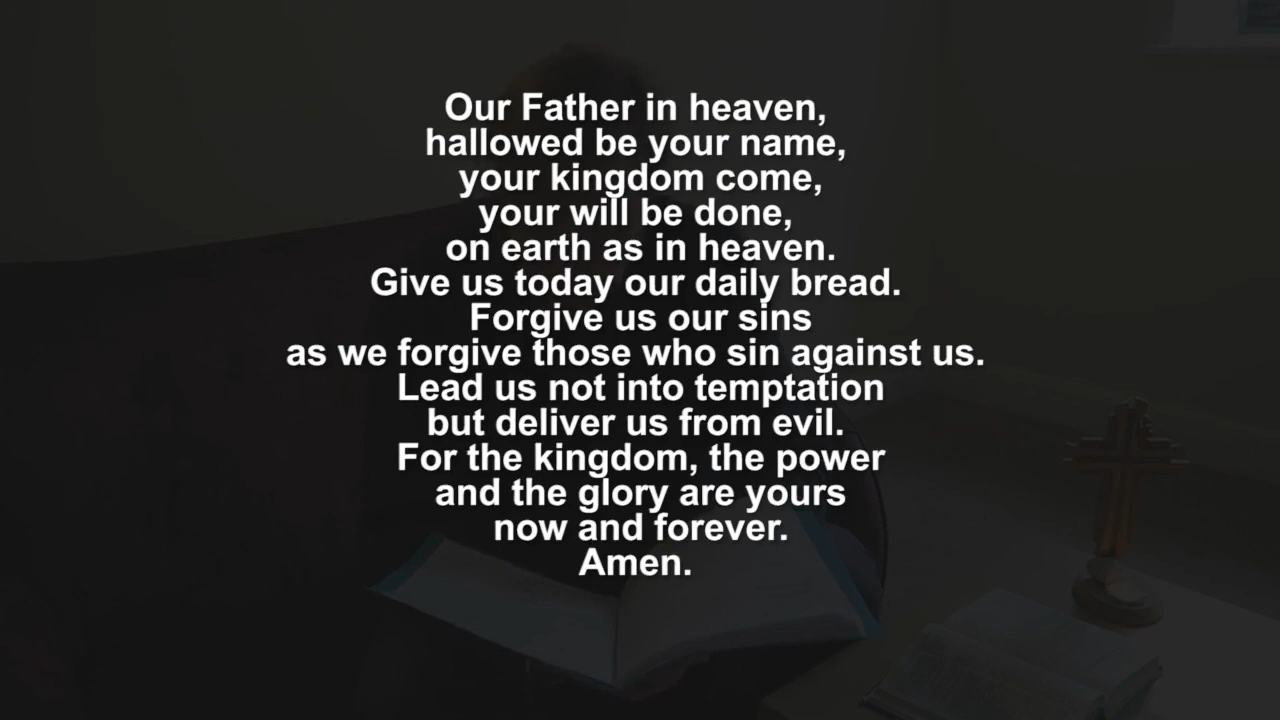 Our Father in heaven,
hallowed be your name,
your kingdom come,
your will be done,
on earth as in heaven.
Give us today our daily bread.
Forgive us our sins
as we forgive those who sin against us.
Lead us not into temptation
but deliver us from evil.
For the kingdom, the power
and the glory are yours
now and forever.
Amen.